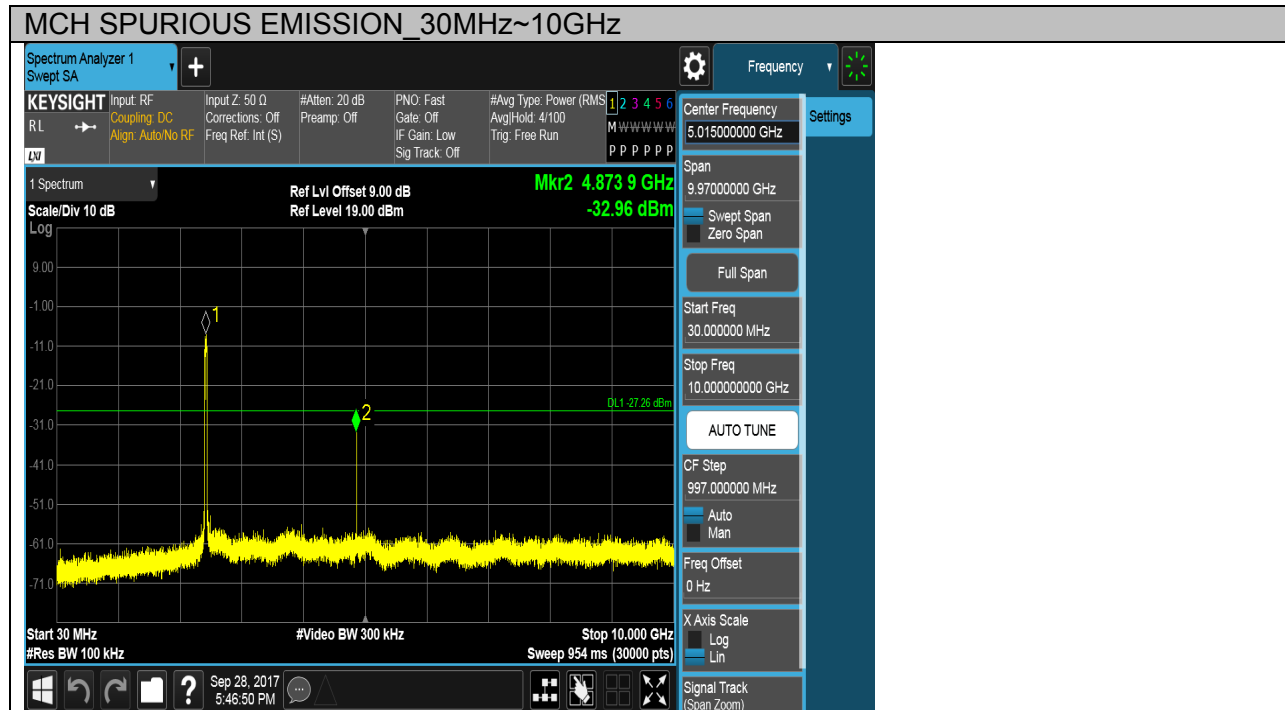 MCH SPURIOUS EMISSION_30MHz~10GHz
Spectrum Analyzer 1
Swept SA
+
Frequency
KEYSIGHT
RL
LXI
Input: RF
Coupling: DC
Align: Auto/No RF
Input Z: 50 Ω
Corrections: Off
Freq Ref: Int (S)
#Atten: 20 dB
Preamp: Off
PNO: Fast
Gate: Off
IF Gain: Low
Sig Track: Off
#Avg Type: Power (RMS
Avg|Hold: 4/100
Trig: Free Run
1 2 3 4 5 6
M W W W W W
P P P P P P
1 Spectrum
Scale/Div 10 dB
Log
Ref Lvl Offset 9.00 dB
Ref Level 19.00 dBm
Mkr2 4.873 9 GHz
-32.96 dBm
9.00
-1.00
-11.0
-21.0
-31.0
-41.0
-51.0
-61.0
-71.0
1
2
DL1 -27.26 dBm
Start 30 MHz
#Res BW 100 kHz
#Video BW 300 kHz
Stop 10.000 GHz
Sweep 954 ms (30000 pts)
?
Sep 28, 2017
5:46:50 PM
Center Frequency
5.015000000 GHz
Span
9.97000000 GHz
Swept Span
Zero Span
Full Span
Start Freq
30.000000 MHz
Stop Freq
10.000000000 GHz
AUTO TUNE
CF Step
997.000000 MHz
Auto
Man
Freq Offset
0 Hz
X Axis Scale
Log
Lin
Signal Track
(Span Zoom)
Settings